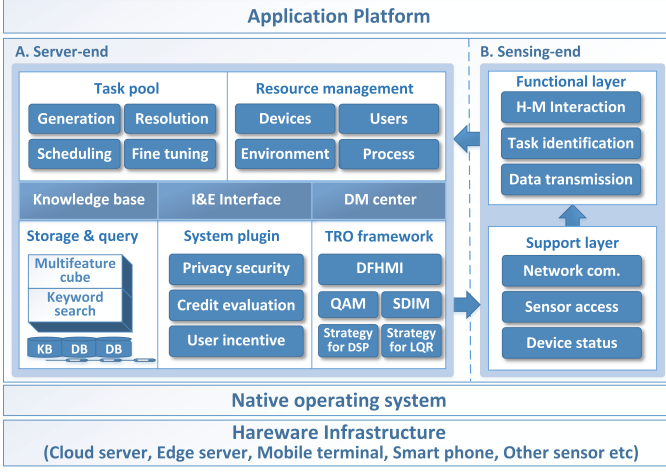 Application Platform
A. Server-end
B. Sensing-end
Task pool
Generation
Resolution
Scheduling
Fine tuning
Resource management
Devices
Users
Environment
Process
Knowledge base
I&E Interface
DM center
Storage & query
Multifeature
cube
Keyword
search
KB
DB
DB
System plugin
Privacy security
Credit evaluation
User incentive
TRO framework
DFHMI
QAM
SDIM
Strategy
for DSP
Strategy
for LQR
Functional layer
H-M Interaction
Task identification
Data transmission
Support layer
Network com.
Sensor access
Device status
Native operating system
Hareware Infrastructure
(Cloud server, Edge server, Mobile terminal, Smart phone, Other sensor etc)